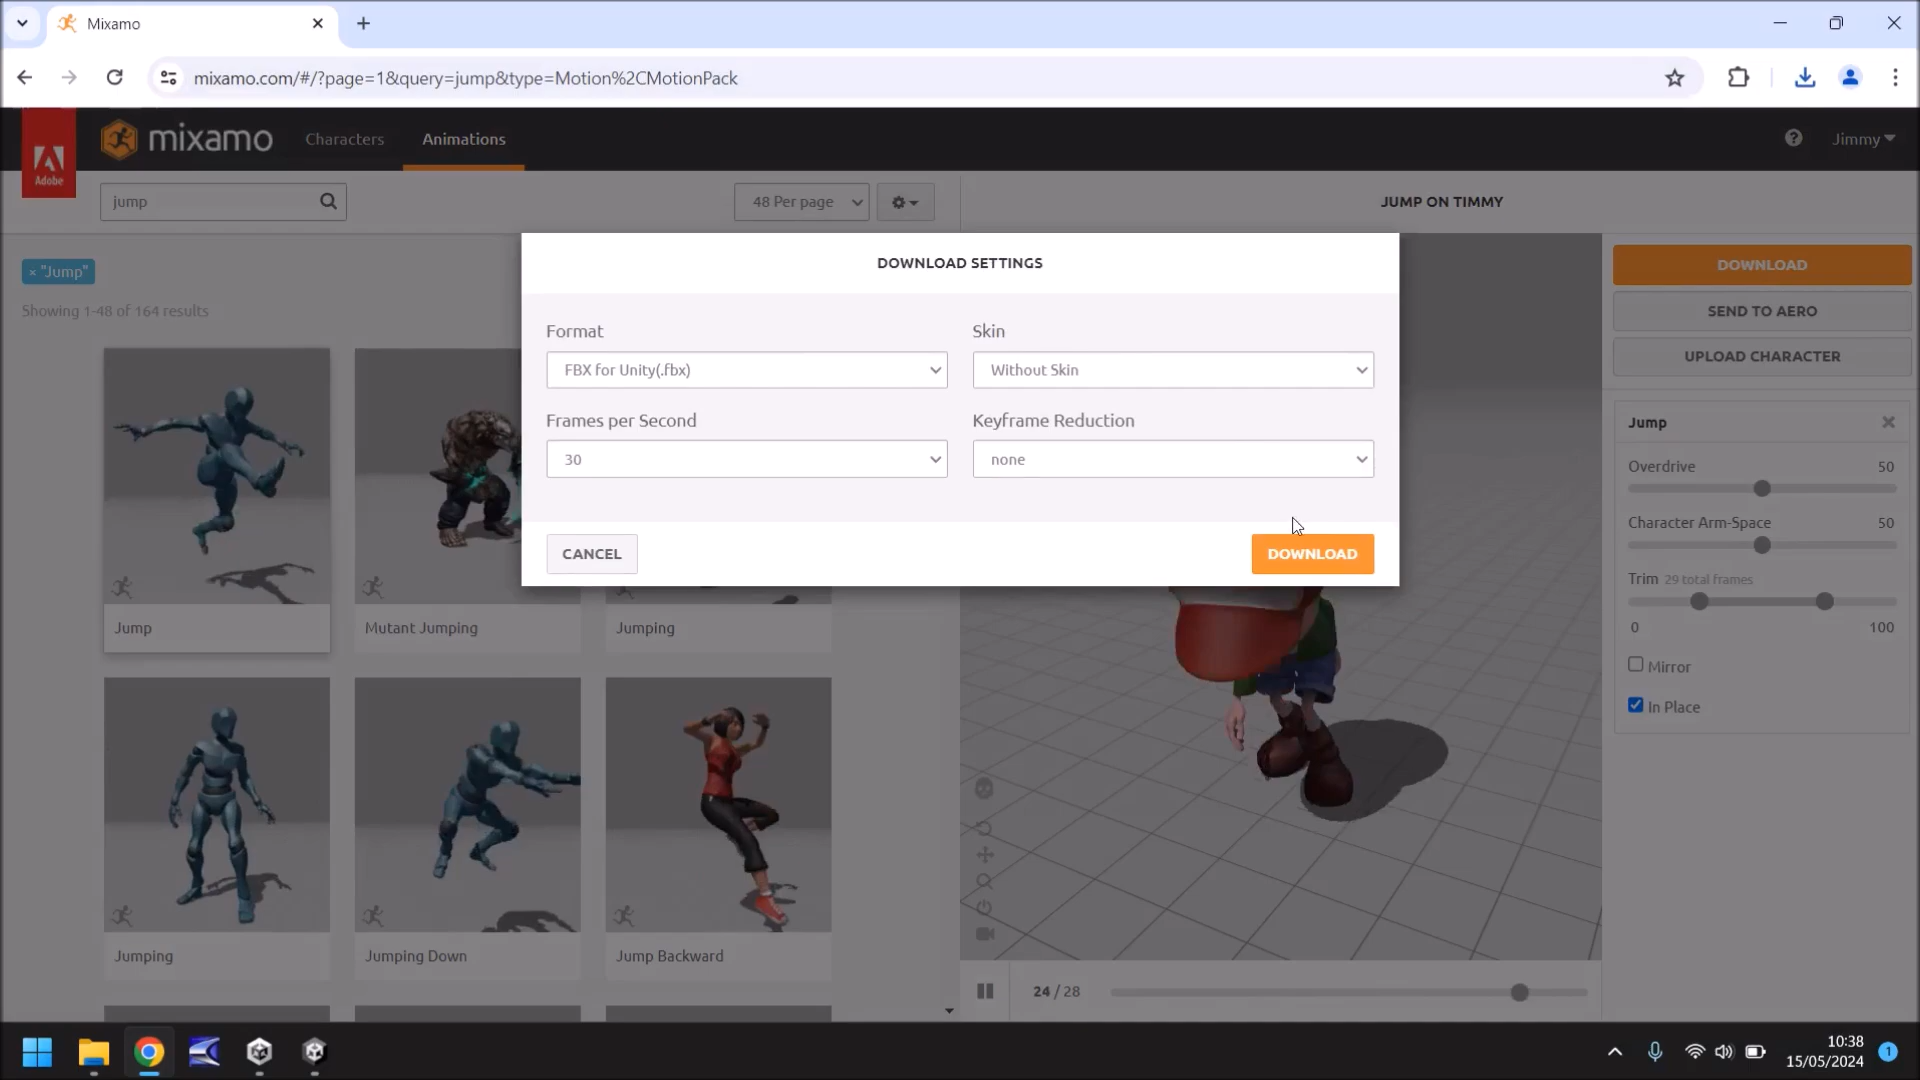 Mixamo
mixamo.com/#/?page=1&query=jump&type=Motion%2CMotionPack
Adobe
mixamo
Characters
Animations
Jimmy
jump
48 Per page
JUMP ON TIMMY
× "Jump"
Showing 1-48 of 164 results
DOWNLOAD SETTINGS
Format
Skin
FBX for Unity(.fbx)
Without Skin
Frames per Second
Keyframe Reduction
30
none
CANCEL
DOWNLOAD
DOWNLOAD
SEND TO AERO
UPLOAD CHARACTER
Jump
Overdrive 50
Character Arm-Space 50
Trim 29 total frames
0 100
Mirror
In Place
Jump
Mutant Jumping
Jumping
Jumping
Jumping Down
Jump Backward
24 / 28
10:38
15/05/2024
1